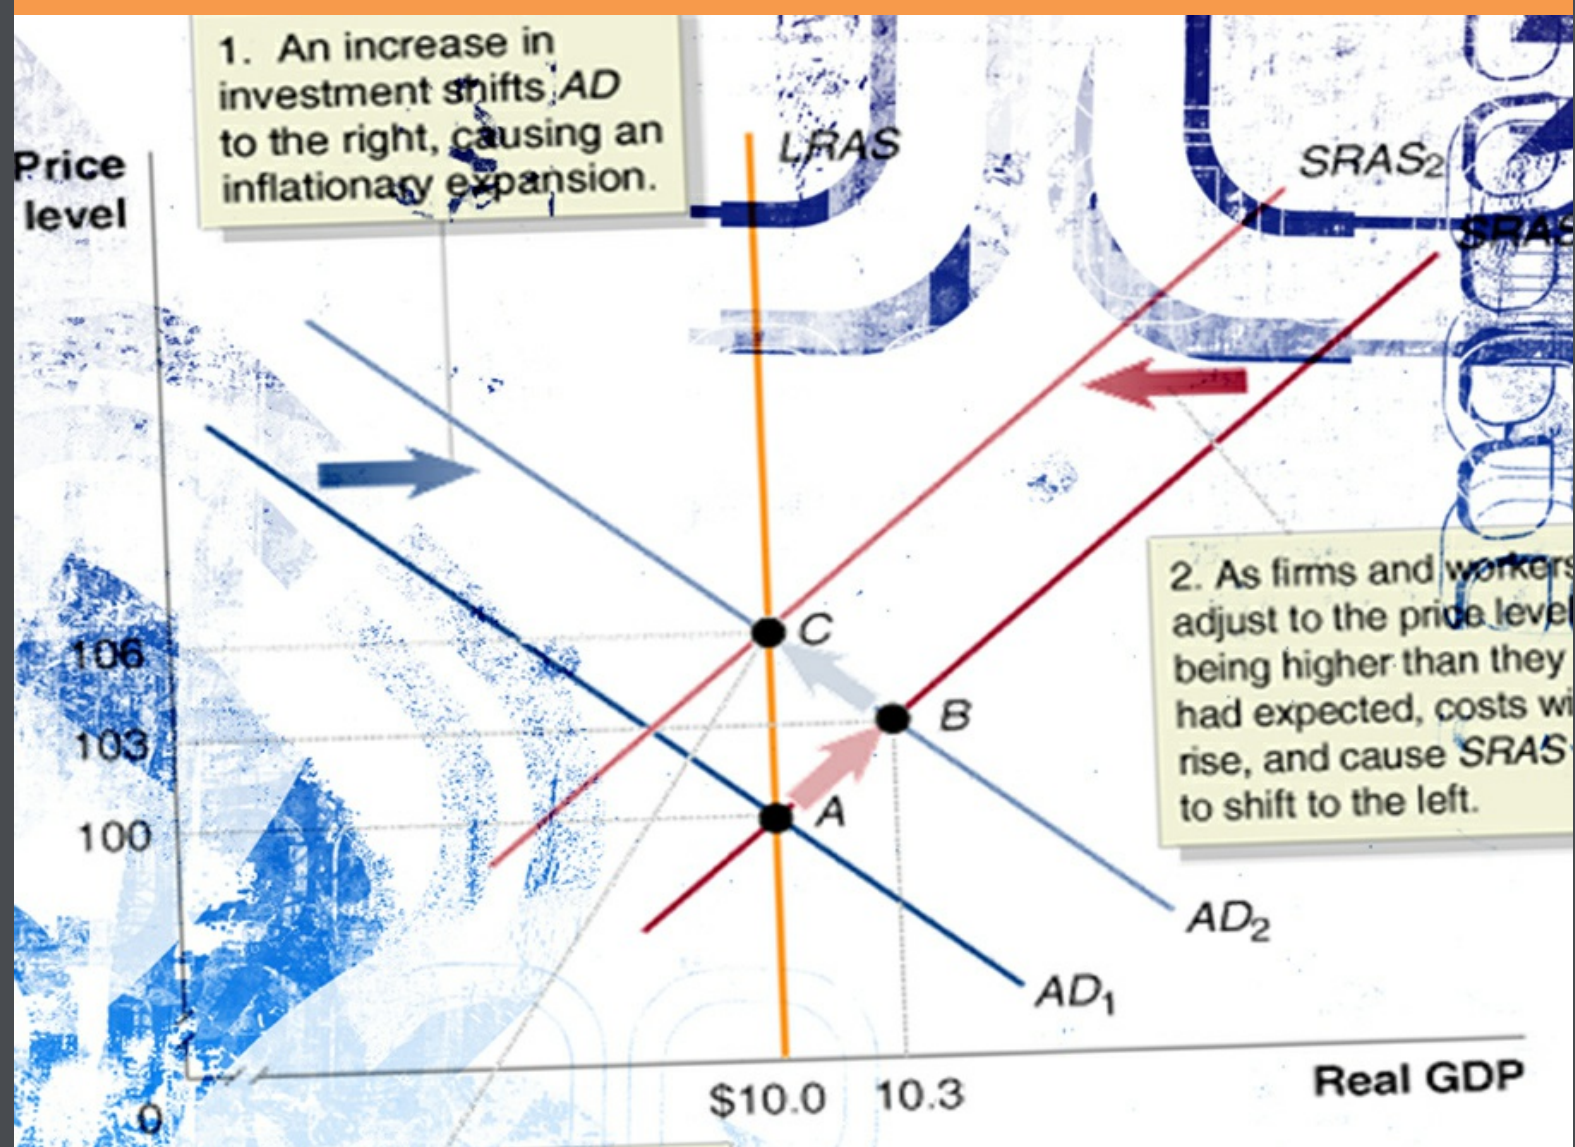 1. An increase in
investment shifts AD
to the right, causing an
inflationary expansion.
Price
level
LRAS
SRAS₂
SRAS
C
2. As firms and workers
adjust to the price level
being higher than they
had expected, costs wi
rise, and cause SRAS
to shift to the left.
106
B
103
A
100
AD₂
AD₁
$10.0
10.3
Real GDP
0